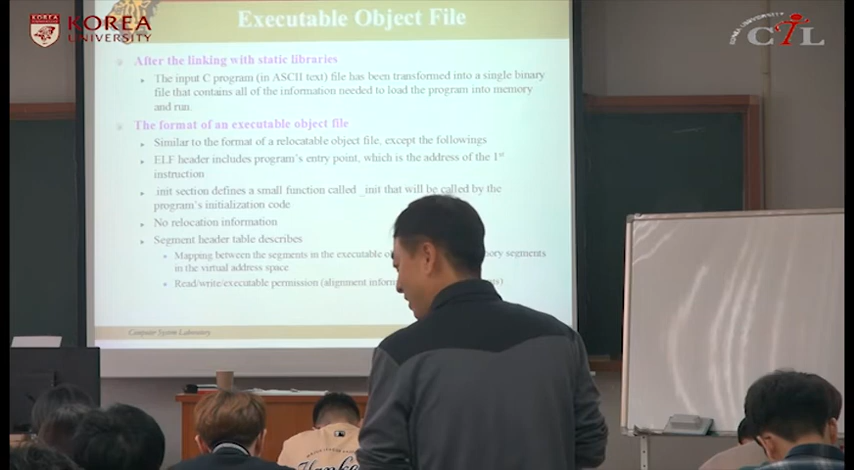 KOREA
UNIVERSITY
Executable Object File
KOREA UNIVERSITY
CTL
After the linking with static libraries
The input C program (in ASCII text) file has been transformed into a single binary
file that contains all of the information needed to load the program into memory
and run.
The format of an executable object file
Similar to the format of a relocatable object file, except the followings
ELF header includes program's entry point, which is the address of the 1st
instruction
.init section defines a small function called _init that will be called by the
program's initialization code
No relocation information
Segment header table describes
Mapping between the segments in the executable segments
in the virtual address space
Read/write/executable permission (alignment
Computer System Laboratory